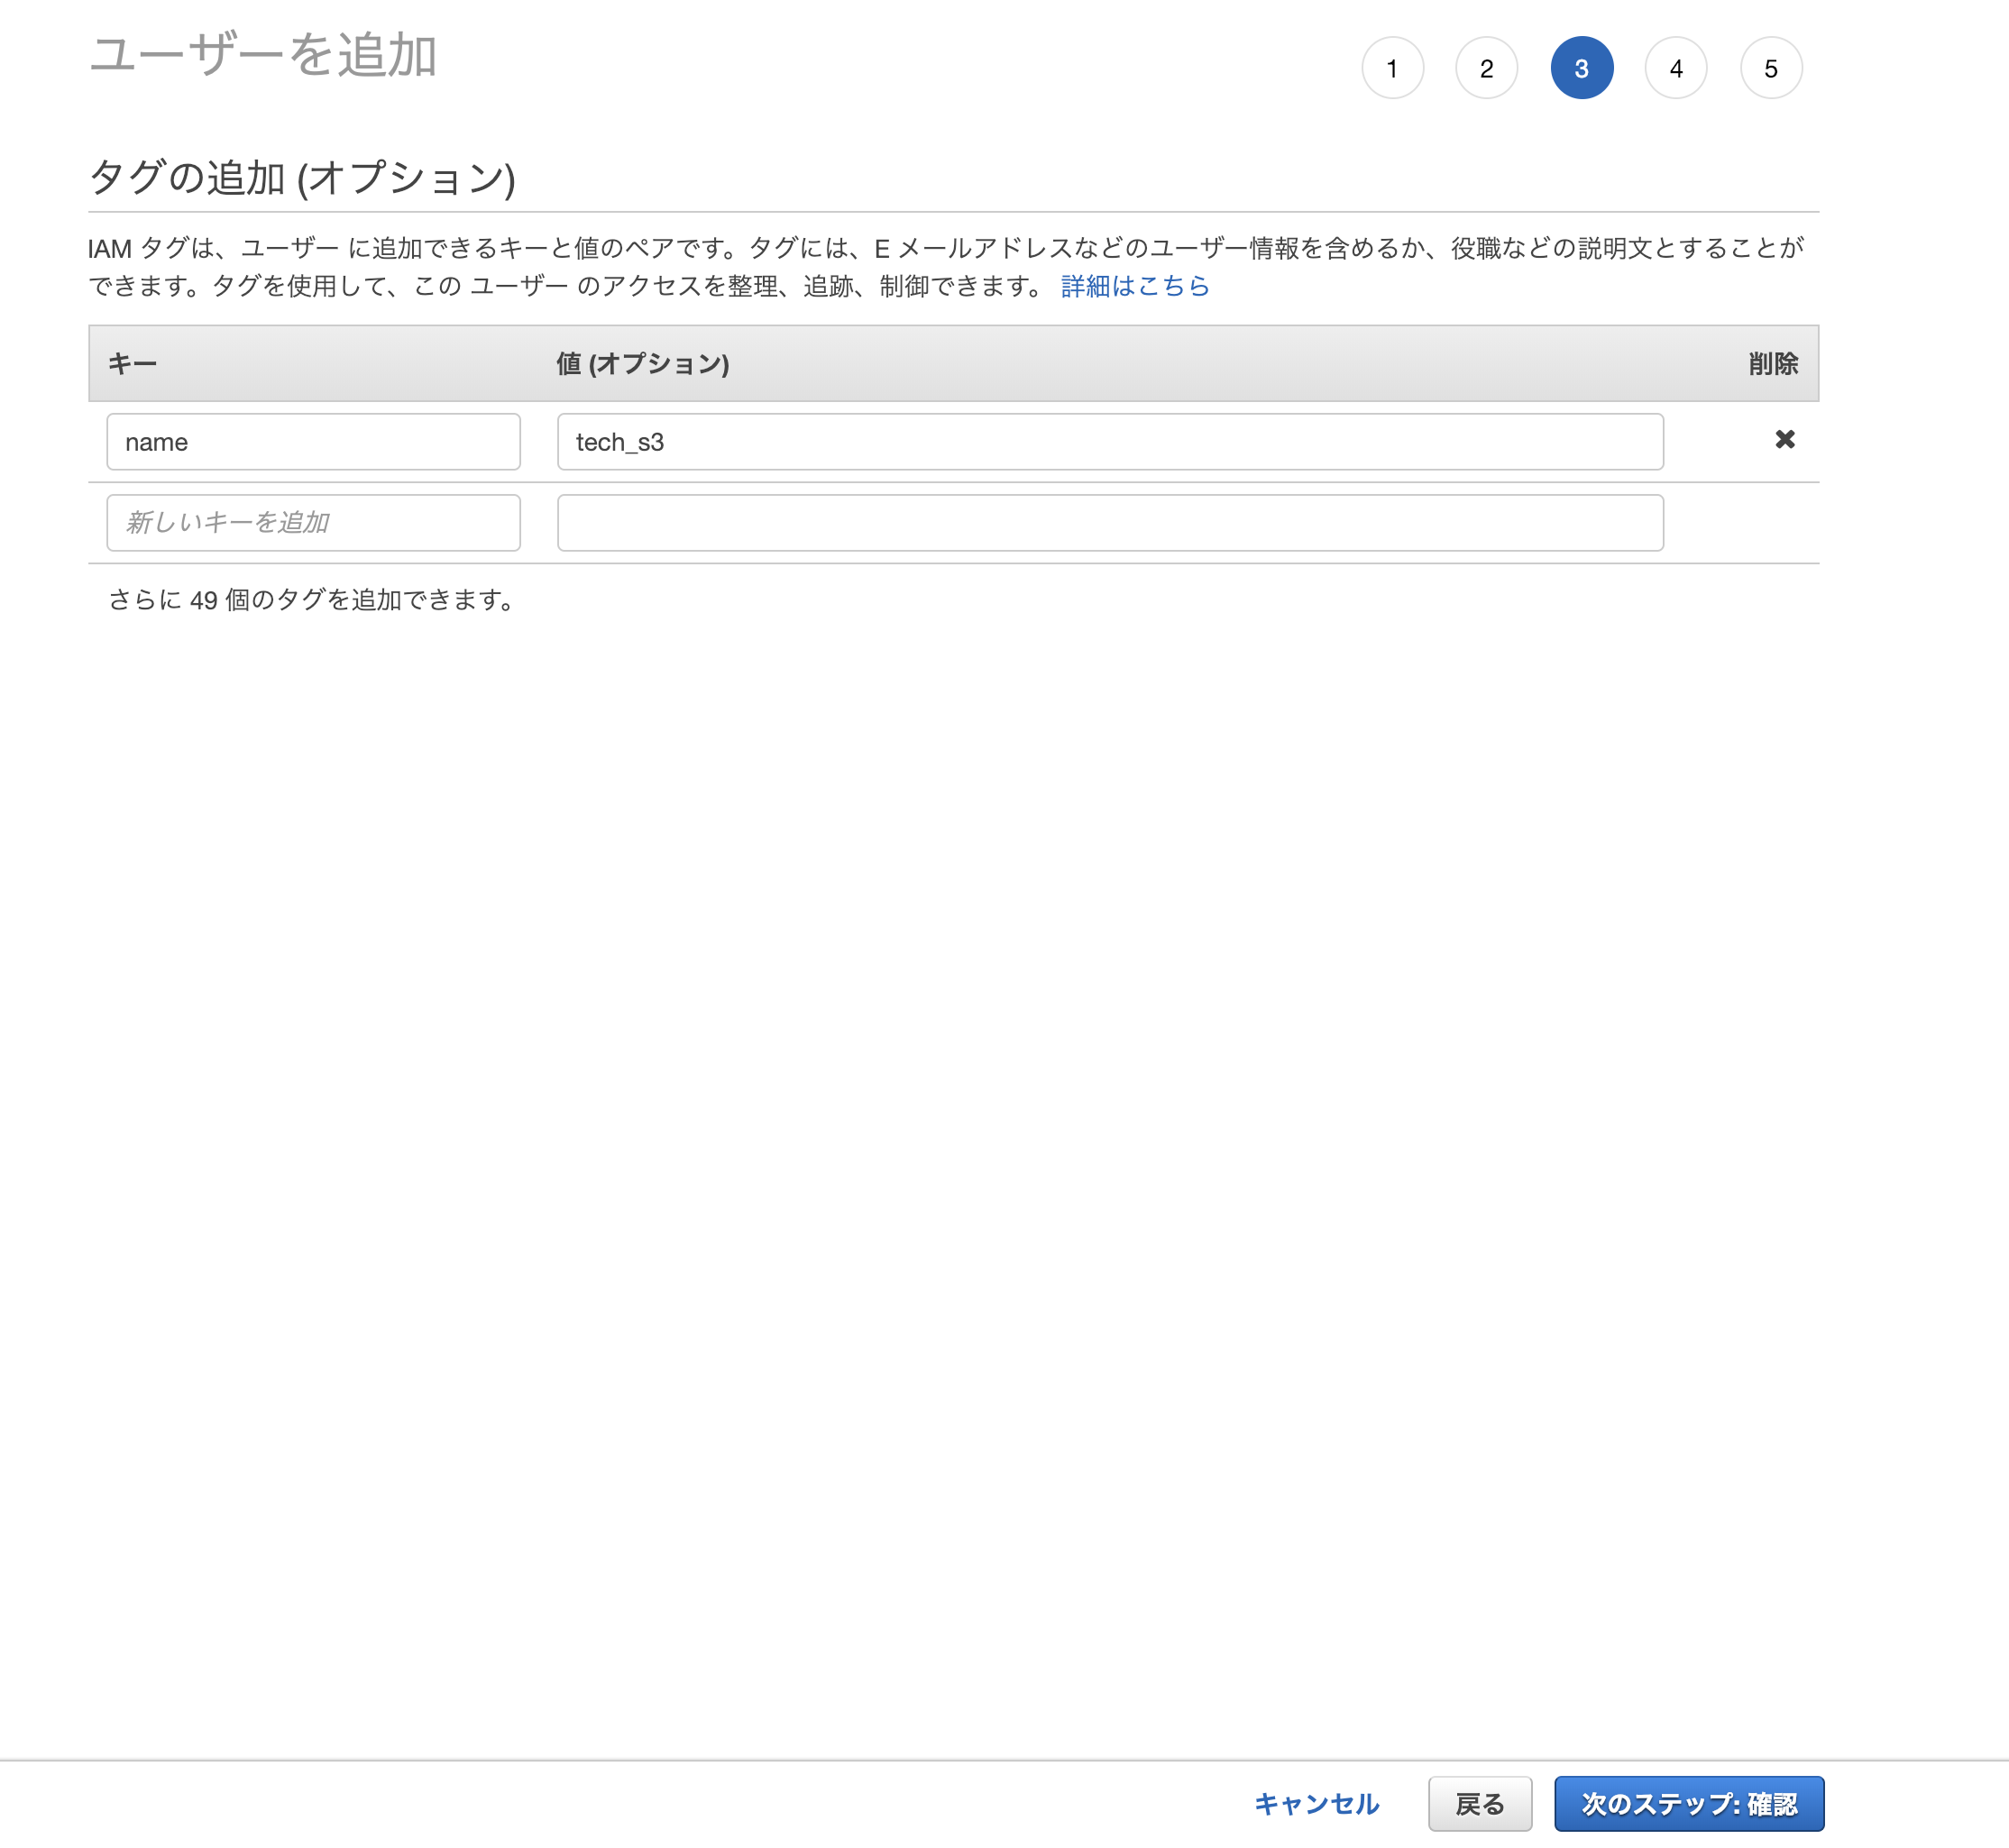 ユーザーを追加
1 2 3 4 5
タグの追加 (オプション)
IAM タグは、ユーザー に追加できるキーと値のペアです。タグには、E メールアドレスなどのユーザー情報を含めるか、役職などの説明文とすることが
できます。タグを使用して、この ユーザー のアクセスを整理、追跡、制御できます。 詳細はこちら
キー 値 (オプション) 削除
name tech_s3
新しいキーを追加
さらに 49 個のタグを追加できます。
キャンセル 戻る 次のステップ: 確認